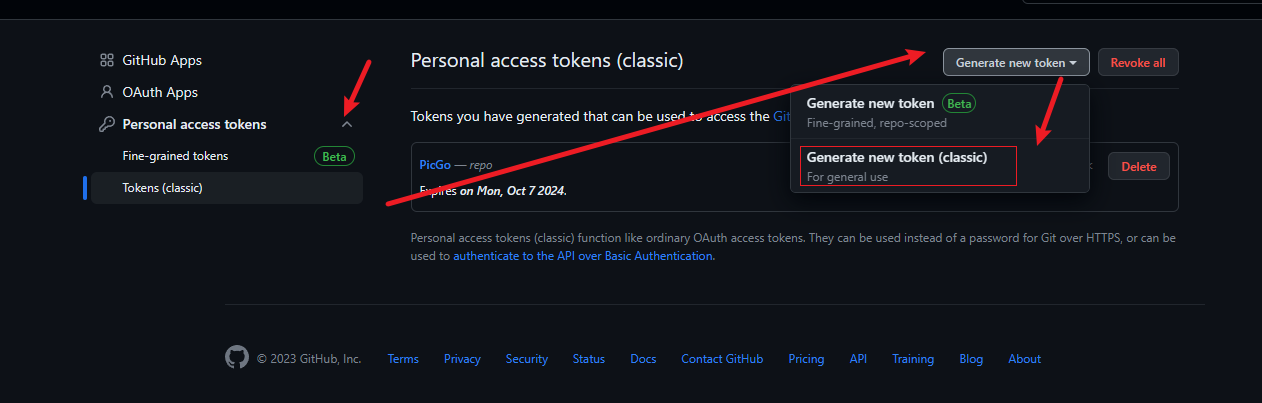 GitHub Apps
OAuth Apps
Personal access tokens
Fine-grained tokens Beta
Tokens (classic)
Personal access tokens (classic)
Generate new token
Revoke all
Generate new token Beta
Fine-grained, repo-scoped
Generate new token (classic)
For general use
Tokens you have generated that can be used to access the Git
PicGo — repo
Delete
Expires on Mon, Oct 7 2024.
Personal access tokens (classic) function like ordinary OAuth access tokens. They can be used instead of a password for Git over HTTPS, or can be
used to authenticate to the API over Basic Authentication.
© 2023 GitHub, Inc. Terms Privacy Security Status Docs Contact GitHub Pricing API Training Blog About